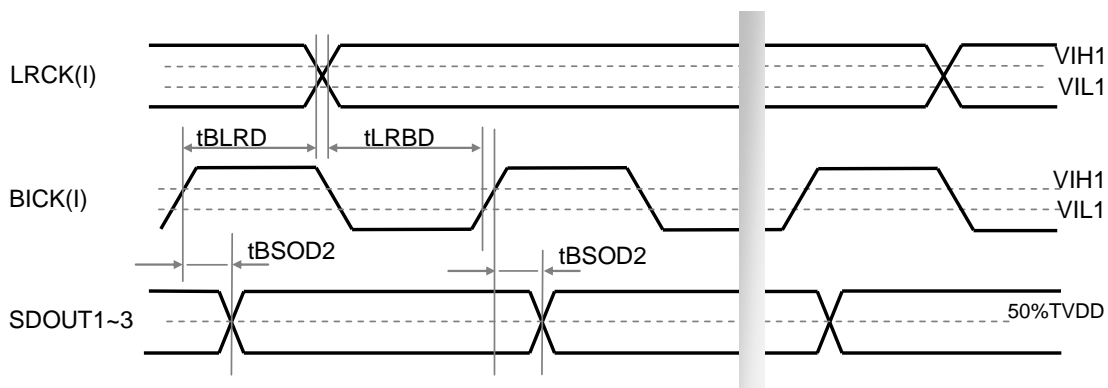 LRCK(I)
VIH1
VIL1
tBLRD
tLRBD
BICK(I)
VIH1
VIL1
tBSOD2
tBSOD2
SDOUT1~3
50%TVDD